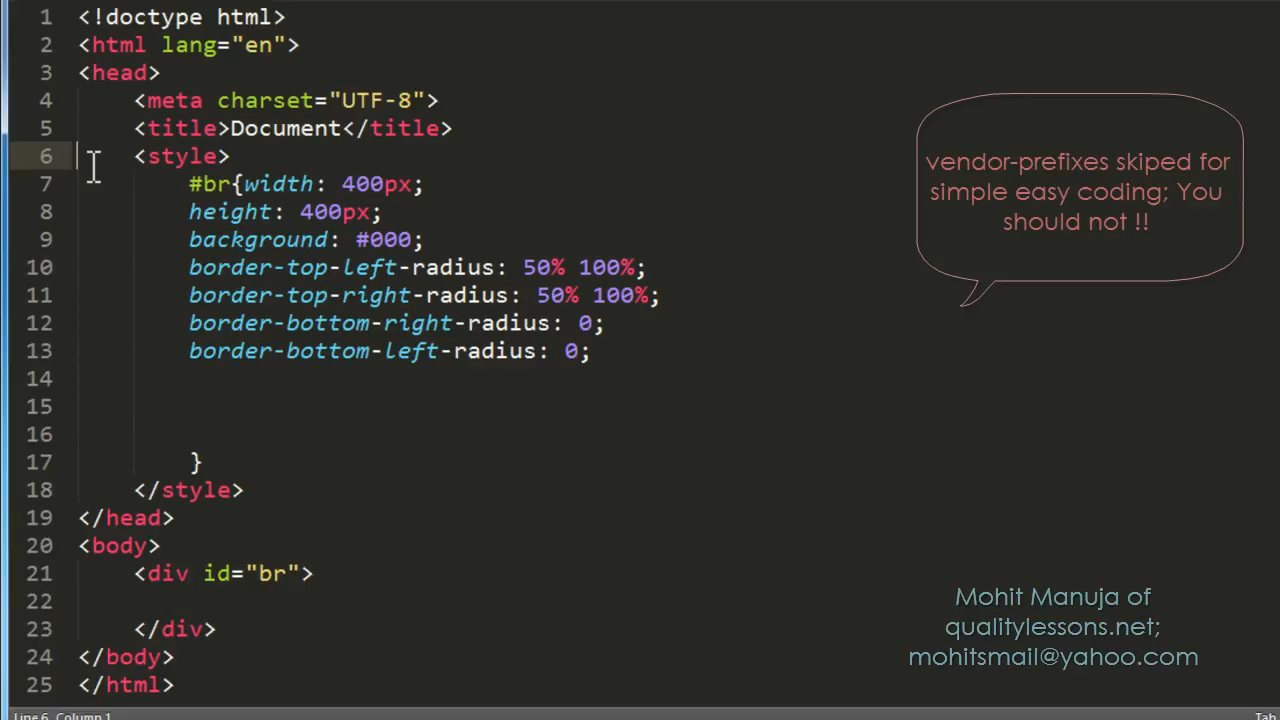 1 <!doctype html>
2 <html lang="en">
3 <head>
4 <meta charset="UTF-8">
5 <title>Document</title>
6 <style>
7 #br{width: 400px;
8 height: 400px;
9 background: #000;
10 border-top-left-radius: 50% 100%;
11 border-top-right-radius: 50% 100%;
12 border-bottom-right-radius: 0;
13 border-bottom-left-radius: 0;
14
15
16
17 }
18 </style>
19 </head>
20 <body>
21 <div id="br">
22
23 </div>
24 </body>
25 </html>
vendor-prefixes skiped for
simple easy coding; You
should not !!
Mohit Manuja of
qualitylessons.net;
mohitsmail@yahoo.com
Line 6, Column 1
Tab